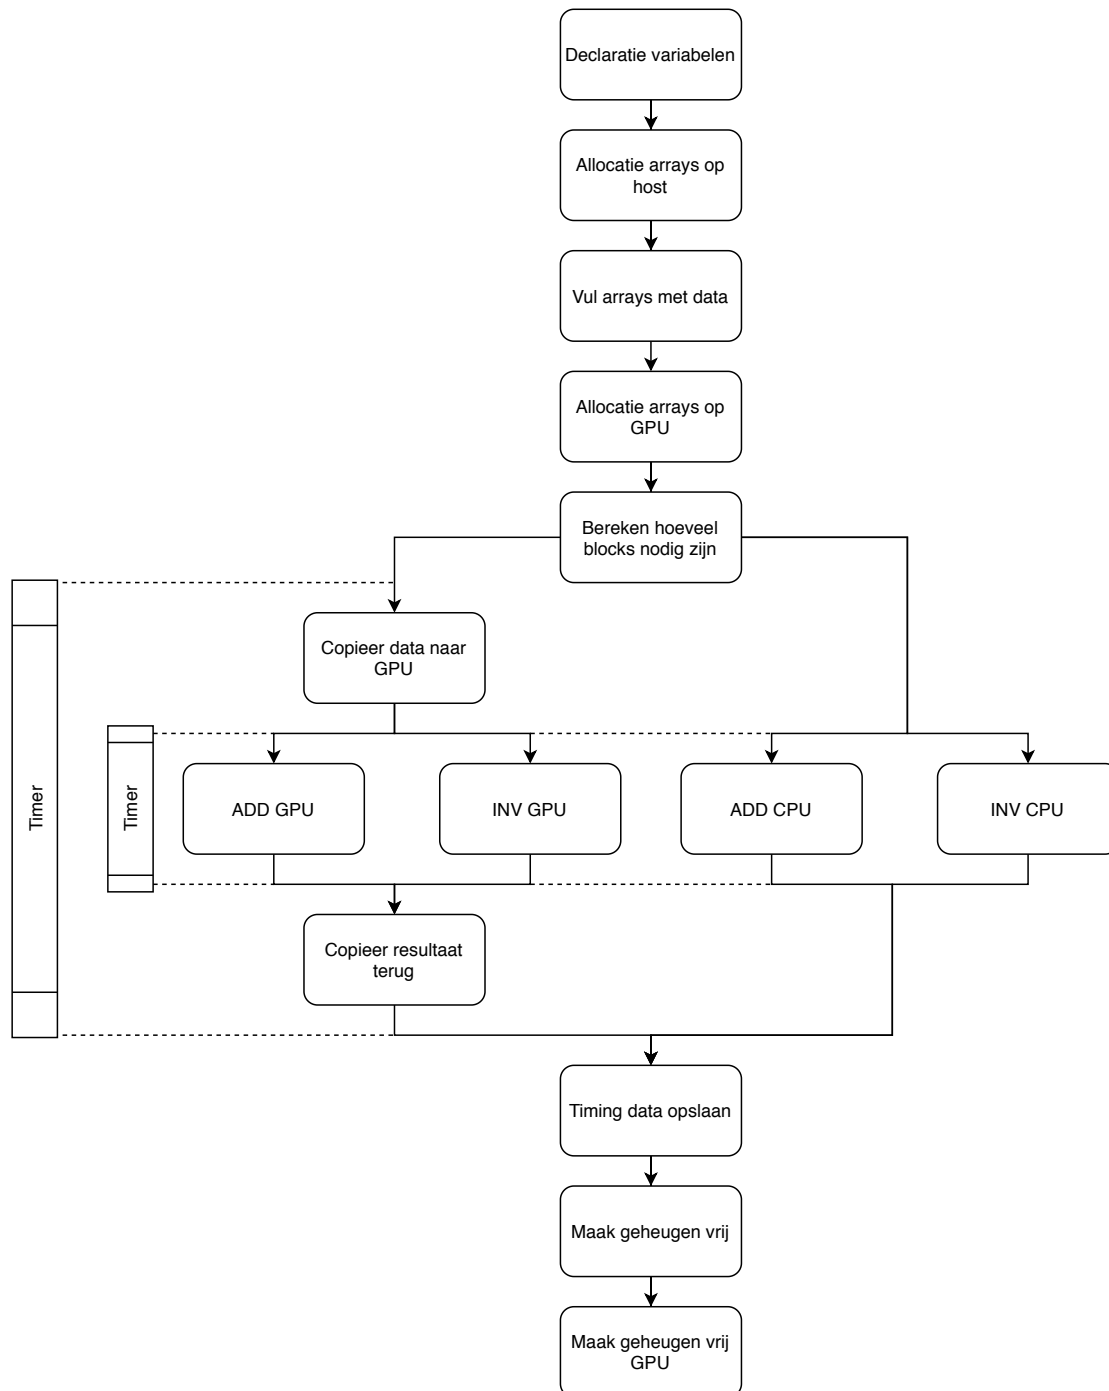 Declaratie variabelen
Allocatie arrays op
host
Vul arrays met data
Allocatie arrays op
GPU
Bereken hoeveel
blocks nodig zijn
Copieer data naar
GPU
Timer
Timer
ADD GPU
INV GPU
ADD CPU
INV CPU
Copieer resultaat
terug
Timing data opslaan
Maak geheugen vrij
Maak geheugen vrij
GPU